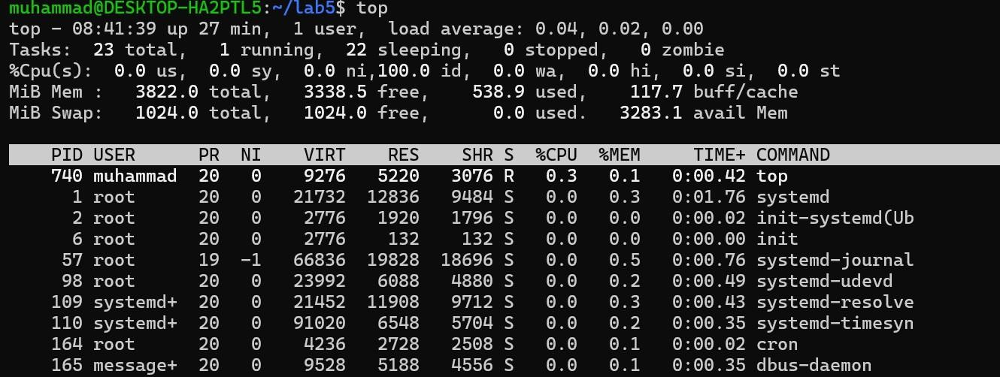 muhammad@DESKTOP-HA2PTL5:~/lab5$ top
top - 08:41:39 up 27 min,  1 user,  load average: 0.04, 0.02, 0.00
Tasks:  23 total,   1 running,  22 sleeping,   0 stopped,   0 zombie
%Cpu(s):  0.0 us,  0.0 sy,  0.0 ni,100.0 id,  0.0 wa,  0.0 hi,  0.0 si,  0.0 st
MiB Mem :   3822.0 total,   3338.5 free,    538.9 used,    117.7 buff/cache
MiB Swap:   1024.0 total,   1024.0 free,      0.0 used.   3283.1 avail Mem
    PID USER      PR  NI    VIRT    RES    SHR S  %CPU  %MEM     TIME+ COMMAND
    740 muhammad  20   0    9276   5220   3076 R   0.3   0.1   0:00.42 top
      1 root      20   0   21732  12836   9484 S   0.0   0.3   0:01.76 systemd
      2 root      20   0    2776   1920   1796 S   0.0   0.0   0:00.02 init-systemd(Ub
      6 root      20   0    2776    132    132 S   0.0   0.0   0:00.00 init
     57 root      19  -1   66836  19828  18696 S   0.0   0.5   0:00.76 systemd-journal
     98 root      20   0   23992   6088   4880 S   0.0   0.2   0:00.49 systemd-udevd
    109 systemd+  20   0   21452  11908   9712 S   0.0   0.3   0:00.43 systemd-resolve
    110 systemd+  20   0   91020   6548   5704 S   0.0   0.2   0:00.35 systemd-timesyn
    164 root      20   0    4236   2728   2508 S   0.0   0.1   0:00.02 cron
    165 message+  20   0    9528   5188   4556 S   0.0   0.1   0:00.35 dbus-daemon